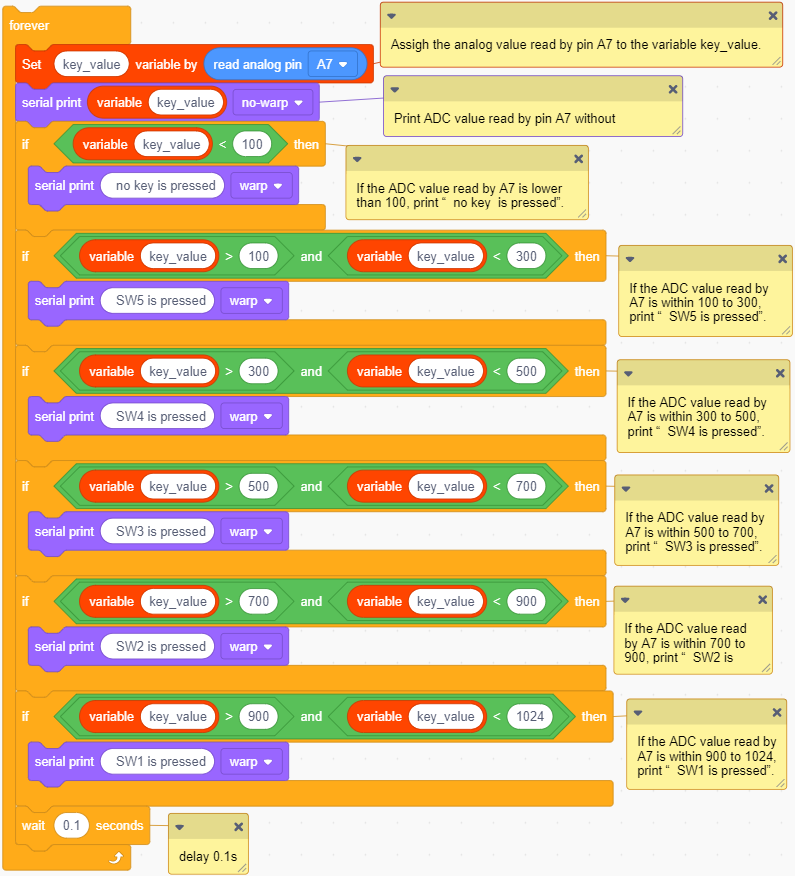 forever
Set key_value variable by read analog pin A7
Assigh the analog value read by pin A7 to the variable key_value.
serial print variable key_value no-warp
Print ADC value read by pin A7 without
if variable key_value < 100 then
serial print no key is pressed warp
If the ADC value read by A7 is lower
than 100, print “ no key is pressed”.
if variable key_value > 100 and variable key_value < 300 then
serial print SW5 is pressed warp
If the ADC value read by
A7 is within 100 to 300,
print “ SW5 is pressed”.
if variable key_value > 300 and variable key_value < 500 then
serial print SW4 is pressed warp
If the ADC value read by
A7 is within 300 to 500,
print “ SW4 is pressed”.
if variable key_value > 500 and variable key_value < 700 then
serial print SW3 is pressed warp
If the ADC value read by
A7 is within 500 to 700,
print “ SW3 is pressed”.
if variable key_value > 700 and variable key_value < 900 then
serial print SW2 is pressed warp
If the ADC value read
by A7 is within 700 to
900, print “ SW2 is
if variable key_value > 900 and variable key_value < 1024 then
serial print SW1 is pressed warp
If the ADC value read by
A7 is within 900 to 1024,
print “ SW1 is pressed”.
wait 0.1 seconds
delay 0.1s